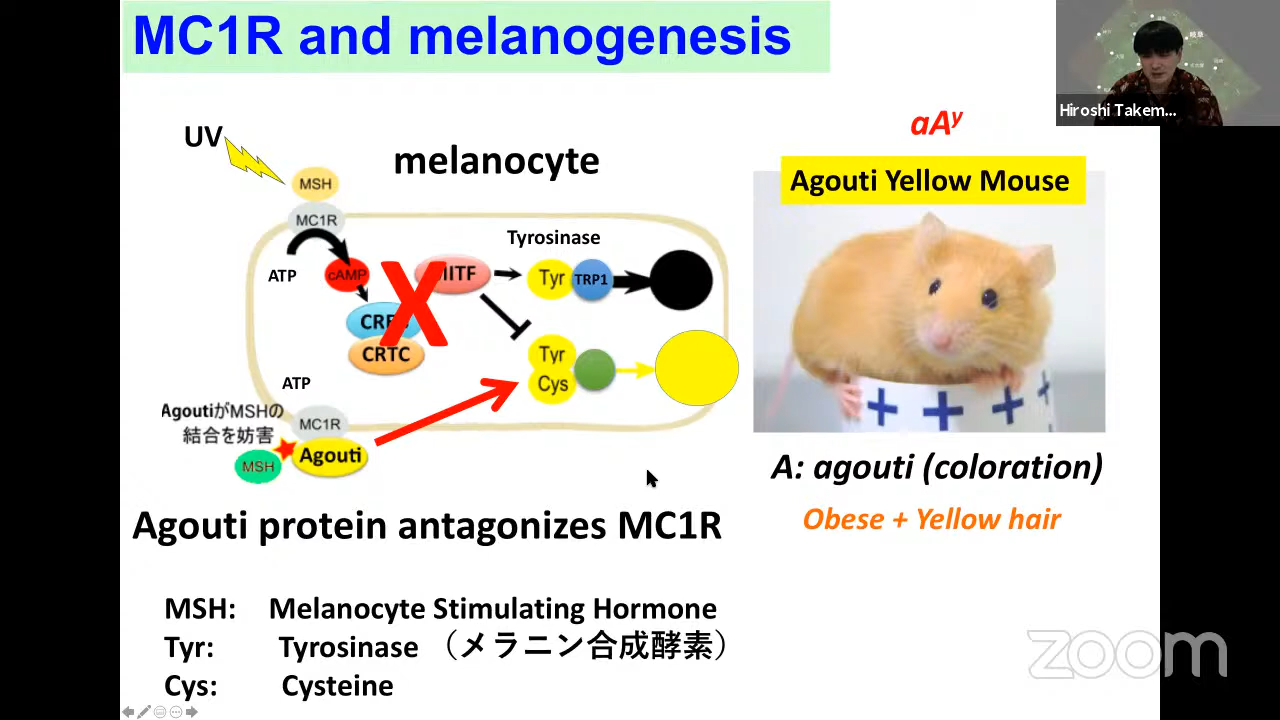 MC1R and melanogenesis
Hiroshi Takem...
UV
melanocyte
MSH
MC1R
ATP
cAMP
MITF
Tyrosinase
Tyr
TRP1
CRTC
Tyr
Cys
ATP
AgoutiがMSHの
結合を妨害
MC1R
MSH
Agouti
Agouti protein antagonizes MC1R
MSH: Melanocyte Stimulating Hormone
Tyr: Tyrosinase （メラニン合成酵素）
Cys: Cysteine
aAʸ
Agouti Yellow Mouse
A: agouti (coloration)
Obese + Yellow hair
zoom